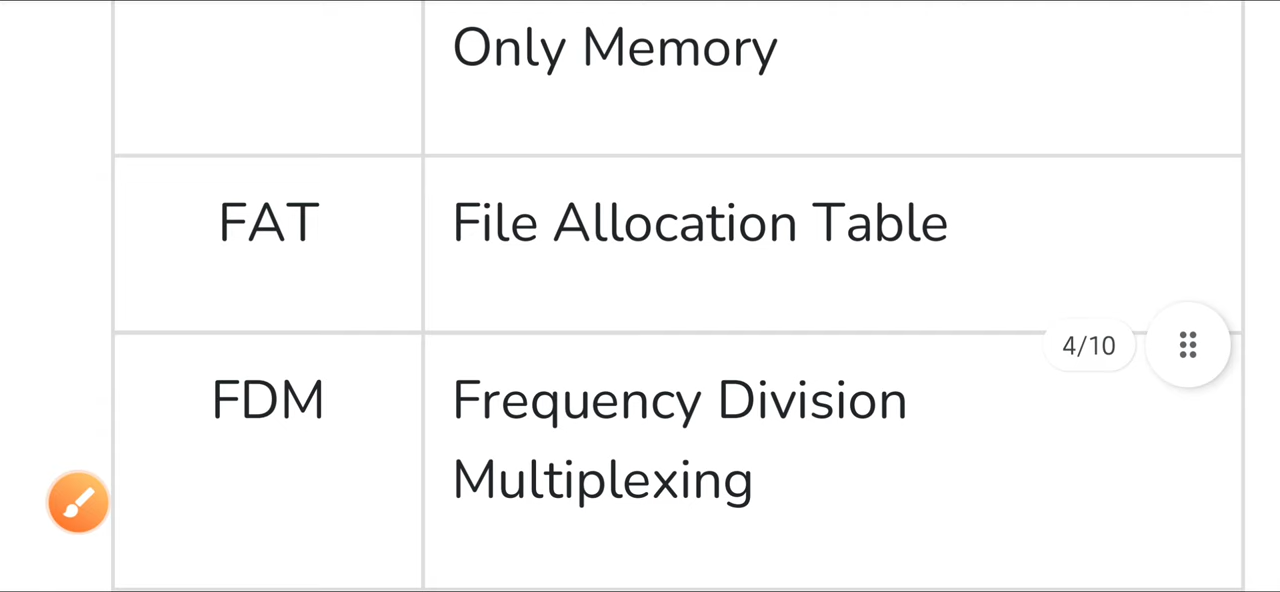 Only Memory
FAT
File Allocation Table
4/10
FDM
Frequency Division
Multiplexing